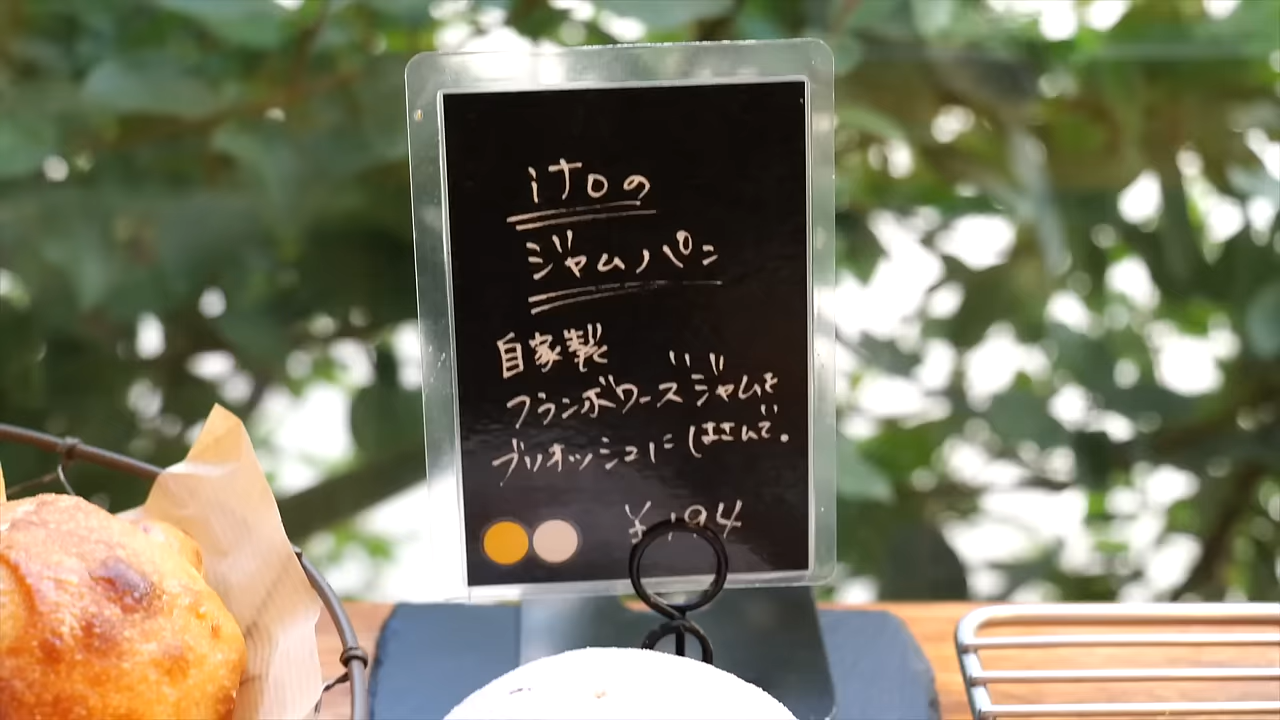 itoの
ジャムパン
自家製
フランボワーズジャムを
ブリオッシュにはさんで。
¥194